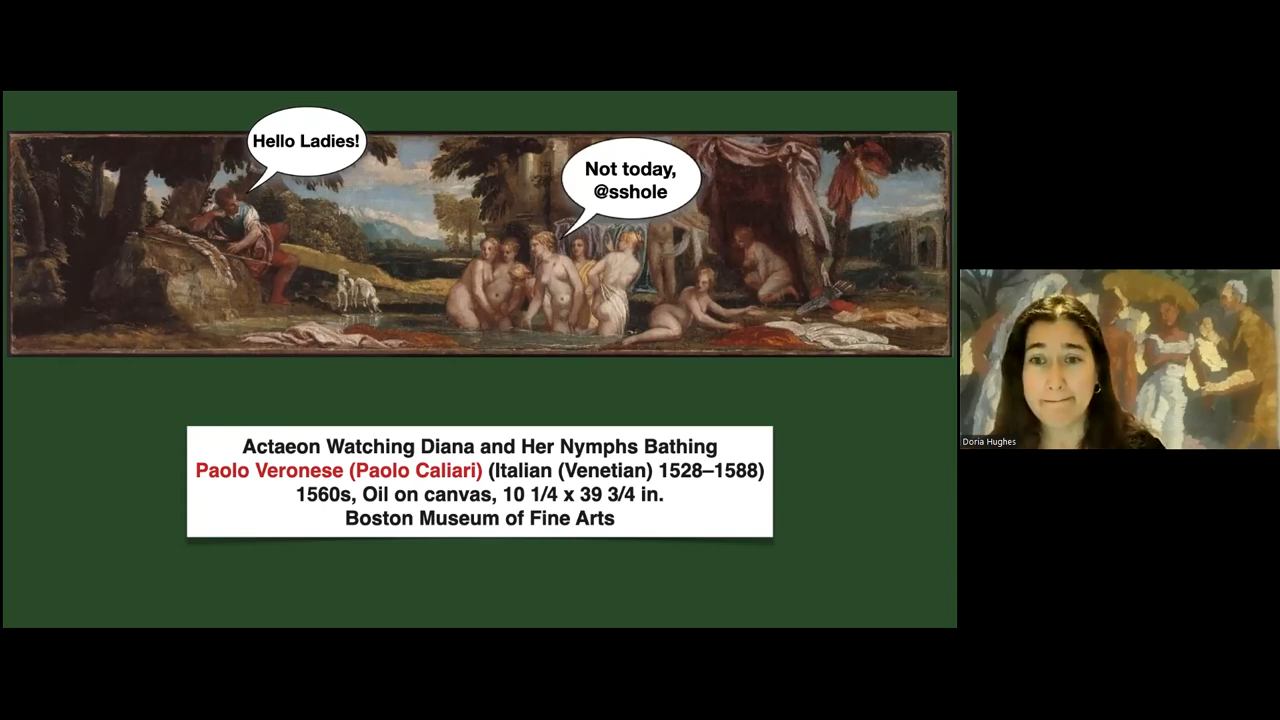 Hello Ladies!
Not today,
@sshole
Actaeon Watching Diana and Her Nymphs Bathing
Paolo Veronese (Paolo Caliari) (Italian (Venetian) 1528–1588)
1560s, Oil on canvas, 10 1/4 x 39 3/4 in.
Boston Museum of Fine Arts
Doria Hughes